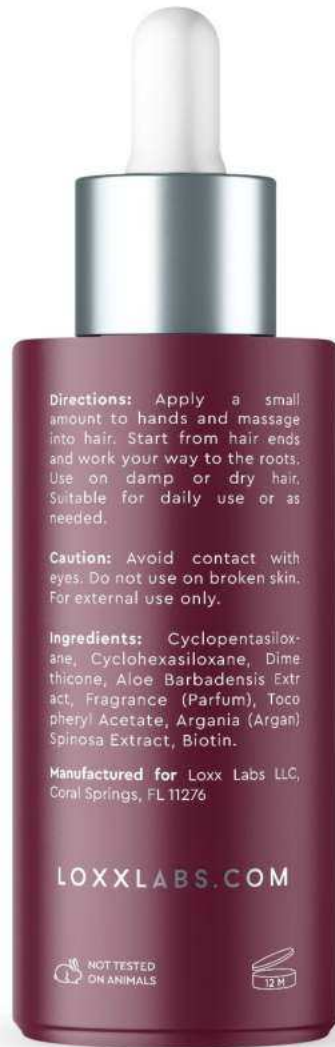 Directions: Apply a small
amount to hands and massage
into hair. Start from hair ends
and work your way to the roots.
Use on damp or dry hair.
Suitable for daily use or as
needed.
Caution: Avoid contact with
eyes. Do not use on broken skin.
For external use only.
Ingredients: Cyclopentasilox-
ane, Cyclohexasiloxane, Dime
thicone, Aloe Barbadensis Extr
act, Fragrance (Parfum), Toco
pheryl Acetate, Argania (Argan)
Spinosa Extract, Biotin.
Manufactured for Loxx Labs LLC,
Coral Springs, FL 11276
LOXXLABS.COM
NOT TESTED
ON ANIMALS
12 M